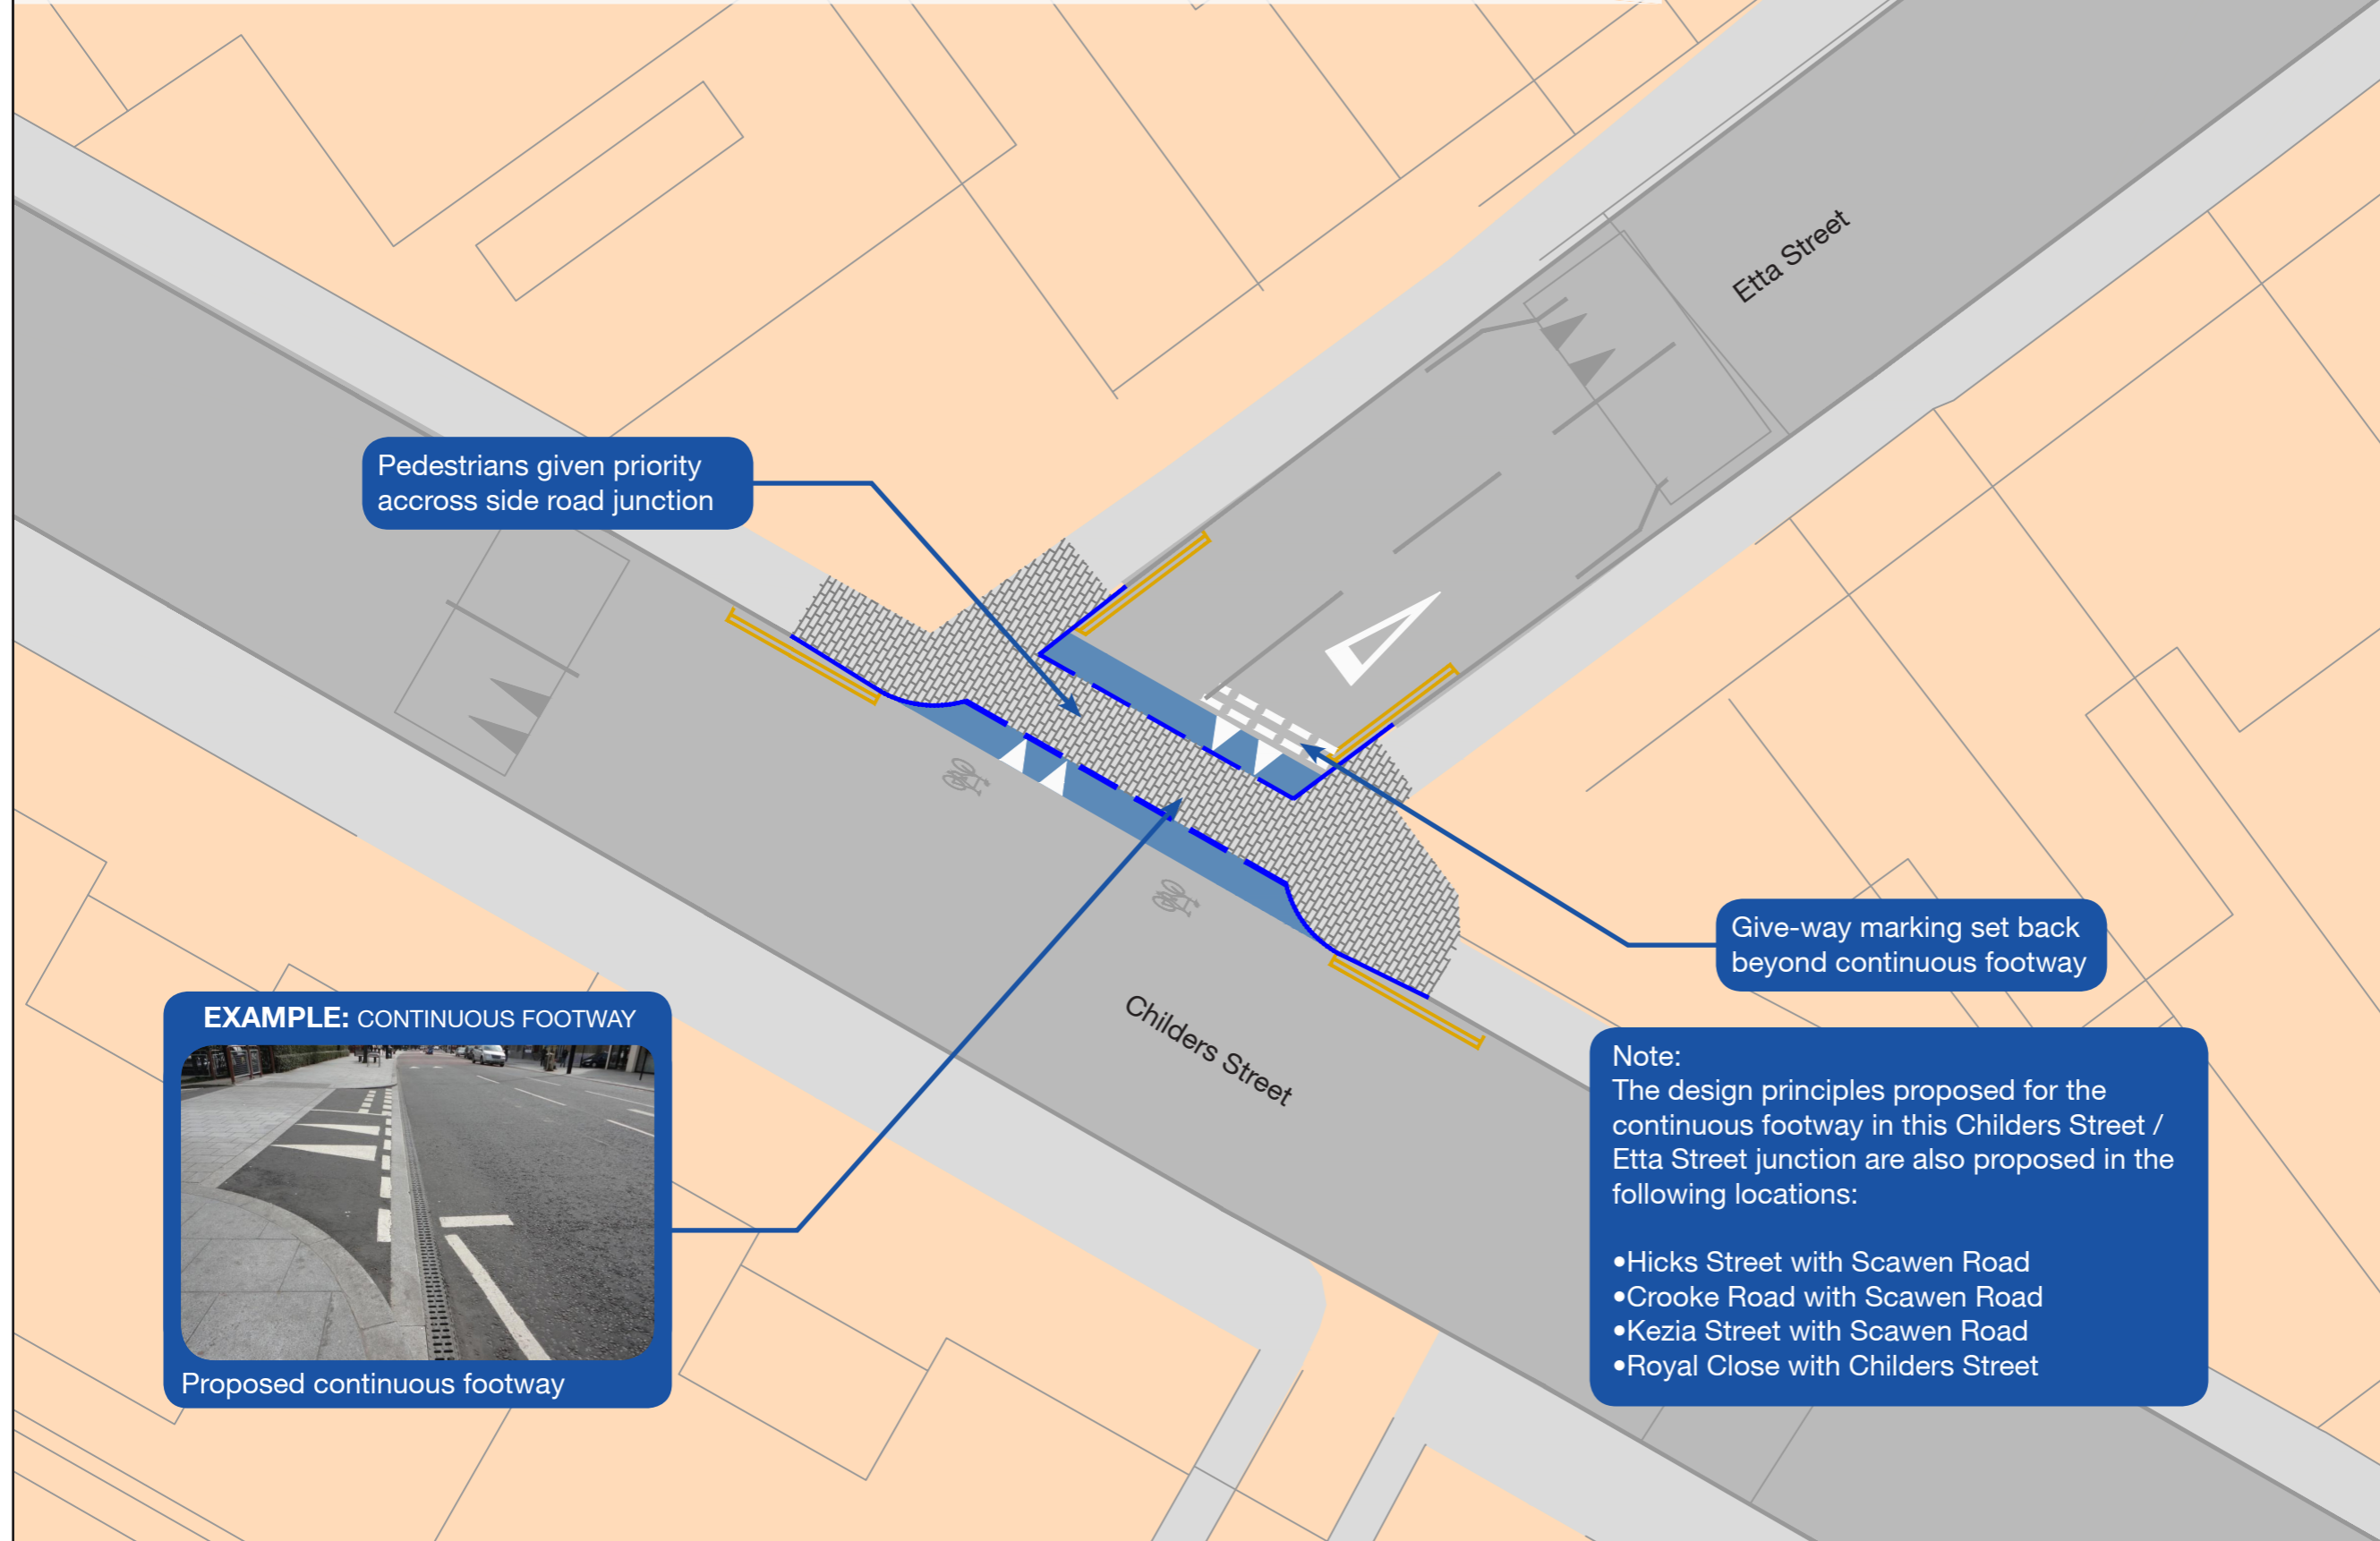 Etta Street
Pedestrians given priority
accross side road junction
Give-way marking set back
beyond continuous footway
Childers Street
EXAMPLE: CONTINUOUS FOOTWAY
Proposed continuous footway
Note:
The design principles proposed for the
continuous footway in this Childers Street /
Etta Street junction are also proposed in the
following locations:
•Hicks Street with Scawen Road
•Crooke Road with Scawen Road
•Kezia Street with Scawen Road
•Royal Close with Childers Street